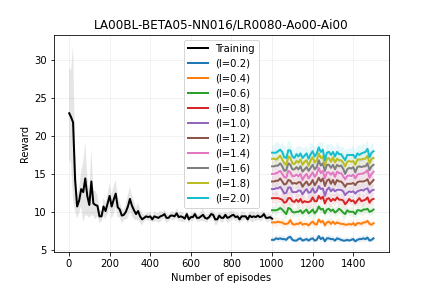 LA00BL-BETA05-NN016/LR0080-Ao00-Ai00
Reward
30
25
20
15
10
5
Training
(I=0.2)
(I=0.4)
(I=0.6)
(I=0.8)
(I=1.0)
(I=1.2)
(I=1.4)
(I=1.6)
(I=1.8)
(I=2.0)
0 200 400 600 800 1000 1200 1400
Number of episodes